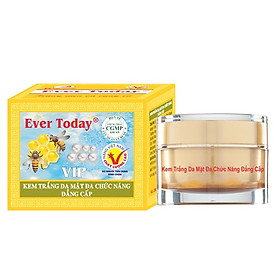 Ever Today®
CGMP
VIP
KEM TRẮNG DA MẶT ĐA CHỨC NĂNG
ĐẲNG CẤP
Kem Trắng Da Mặt Đa Chức Năng Đẳng Cấp